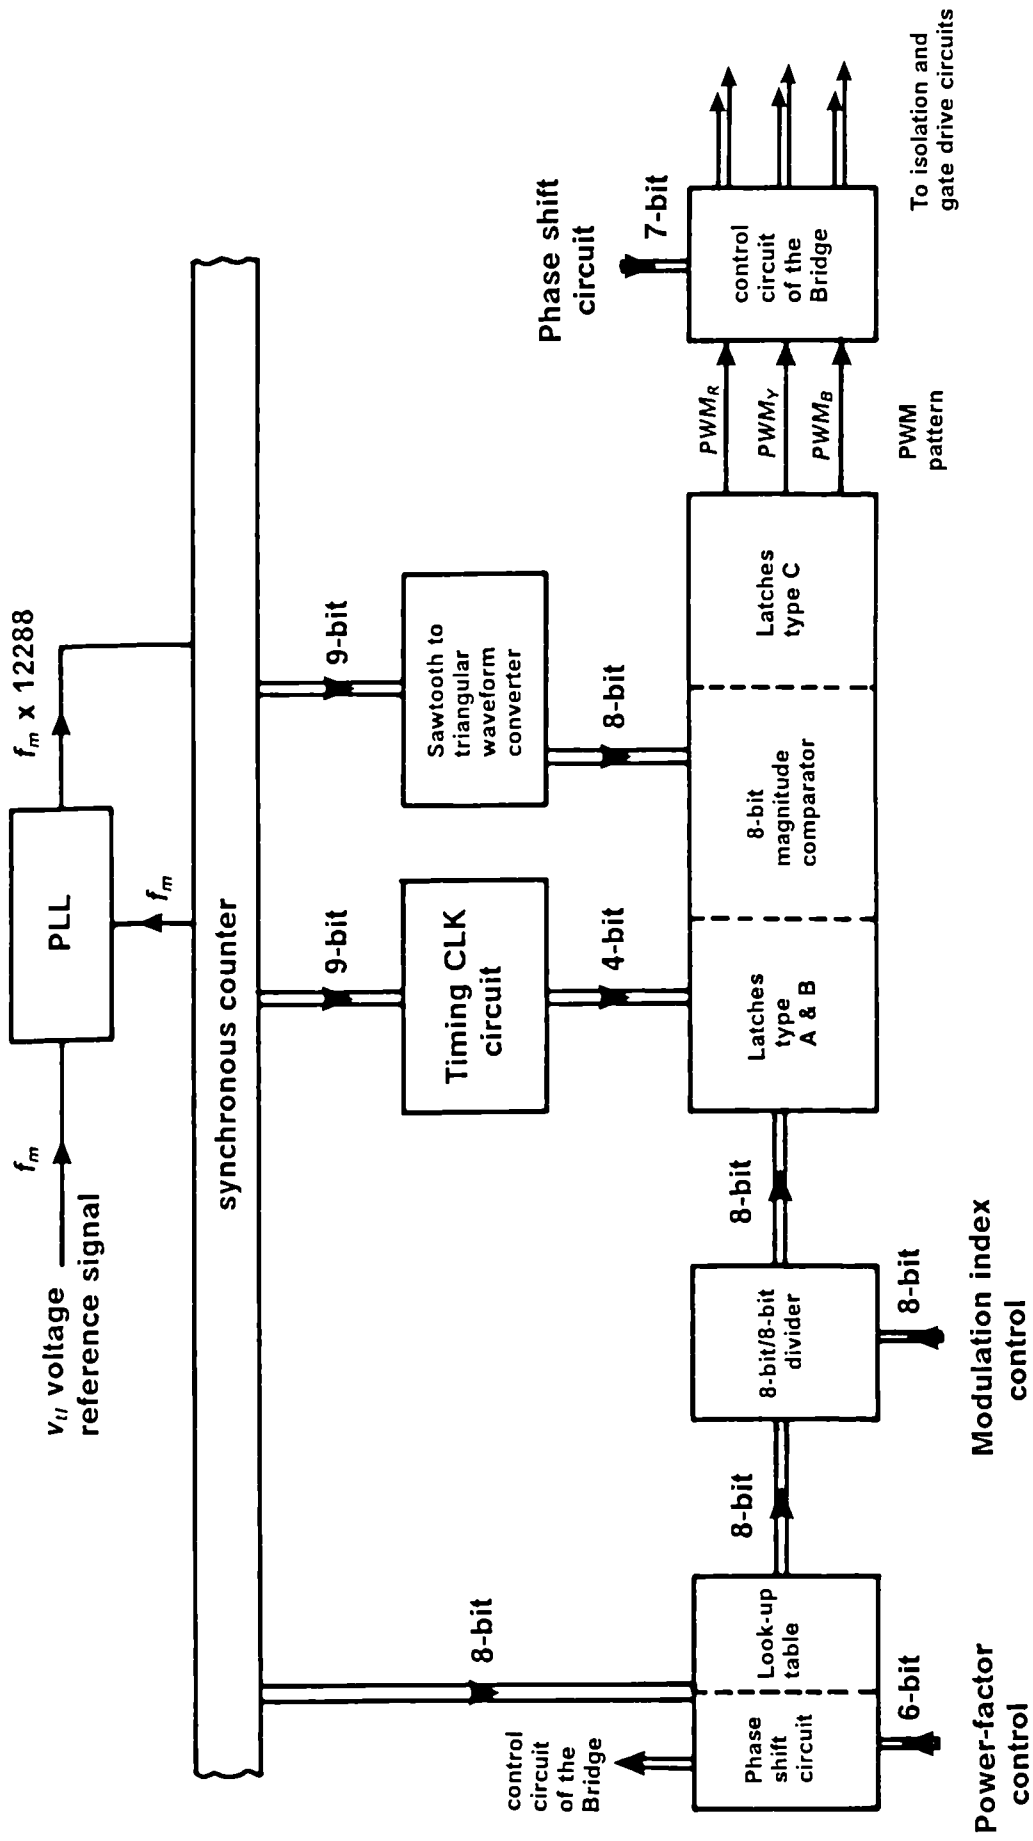 v_tl voltage
reference signal
f_m
PLL
f_m
f_m x 12288
synchronous counter
8-bit
9-bit
9-bit
Timing CLK
circuit
Sawtooth to
triangular
waveform
converter
4-bit
8-bit
control
circuit
of the
Bridge
Phase
shift
circuit
Look-up
table
8-bit
8-bit/8-bit
divider
8-bit
Latches
type
A & B
8-bit
magnitude
comparator
Latches
type C
PWM_R
PWM_Y
PWM_B
PWM
pattern
Phase shift
circuit
7-bit
control
circuit
of the
Bridge
To isolation and
gate drive circuits
6-bit
Power-factor
control
8-bit
Modulation index
control